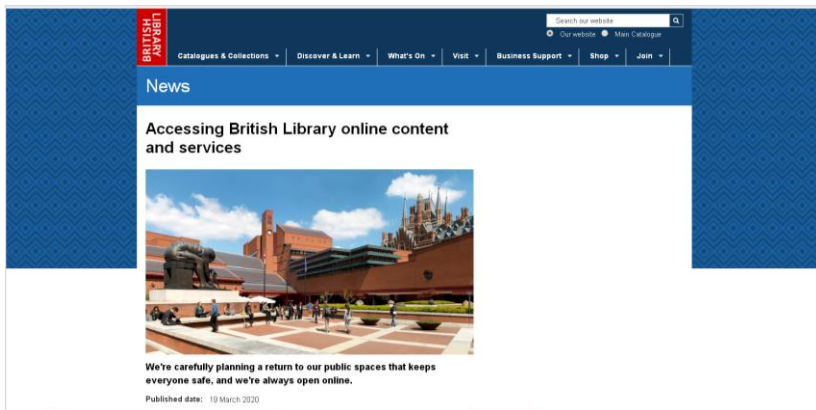 BRITISH
LIBRARY
Search our website
Our website Main Catalogue
Catalogues & Collections Discover & Learn What's On Visit Business Support Shop Join
News
Accessing British Library online content
and services
We're carefully planning a return to our public spaces that keeps
everyone safe, and we're always open online.
Published date: 19 March 2020